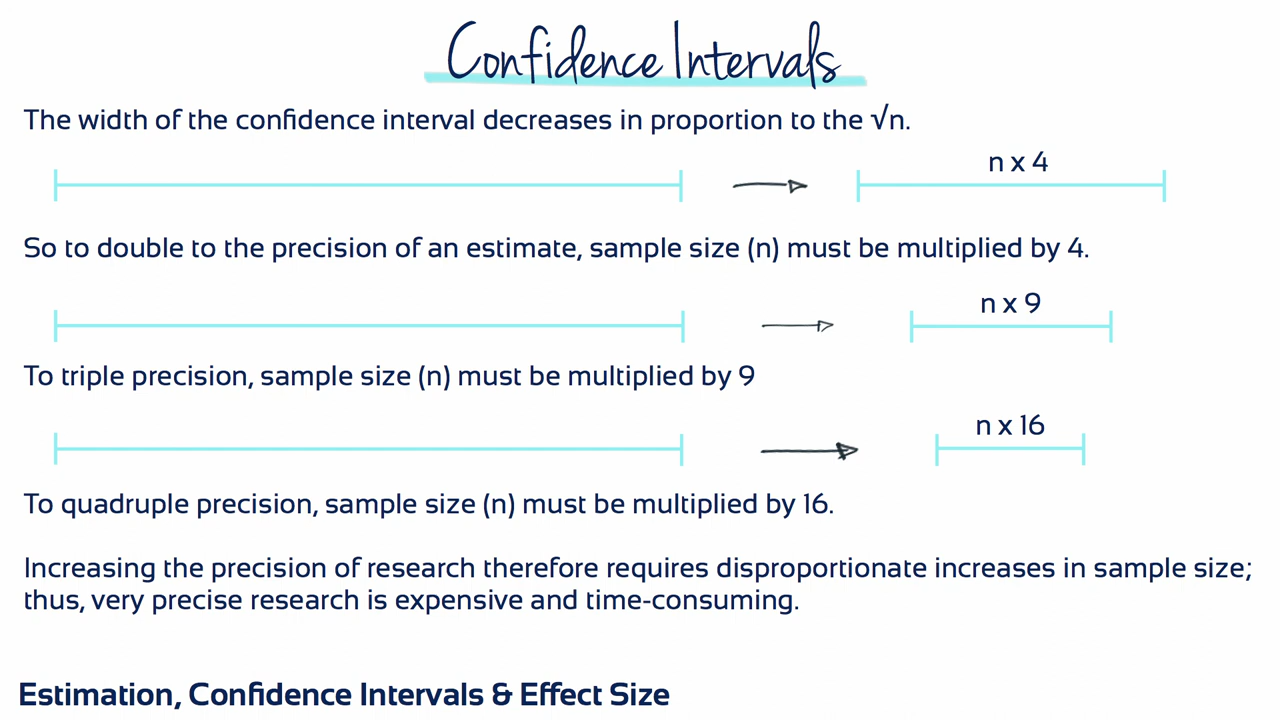 Confidence Intervals
The width of the confidence interval decreases in proportion to the √n.
n x 4
So to double to the precision of an estimate, sample size (n) must be multiplied by 4.
n x 9
To triple precision, sample size (n) must be multiplied by 9
n x 16
To quadruple precision, sample size (n) must be multiplied by 16.
Increasing the precision of research therefore requires disproportionate increases in sample size;
thus, very precise research is expensive and time-consuming.
Estimation, Confidence Intervals & Effect Size